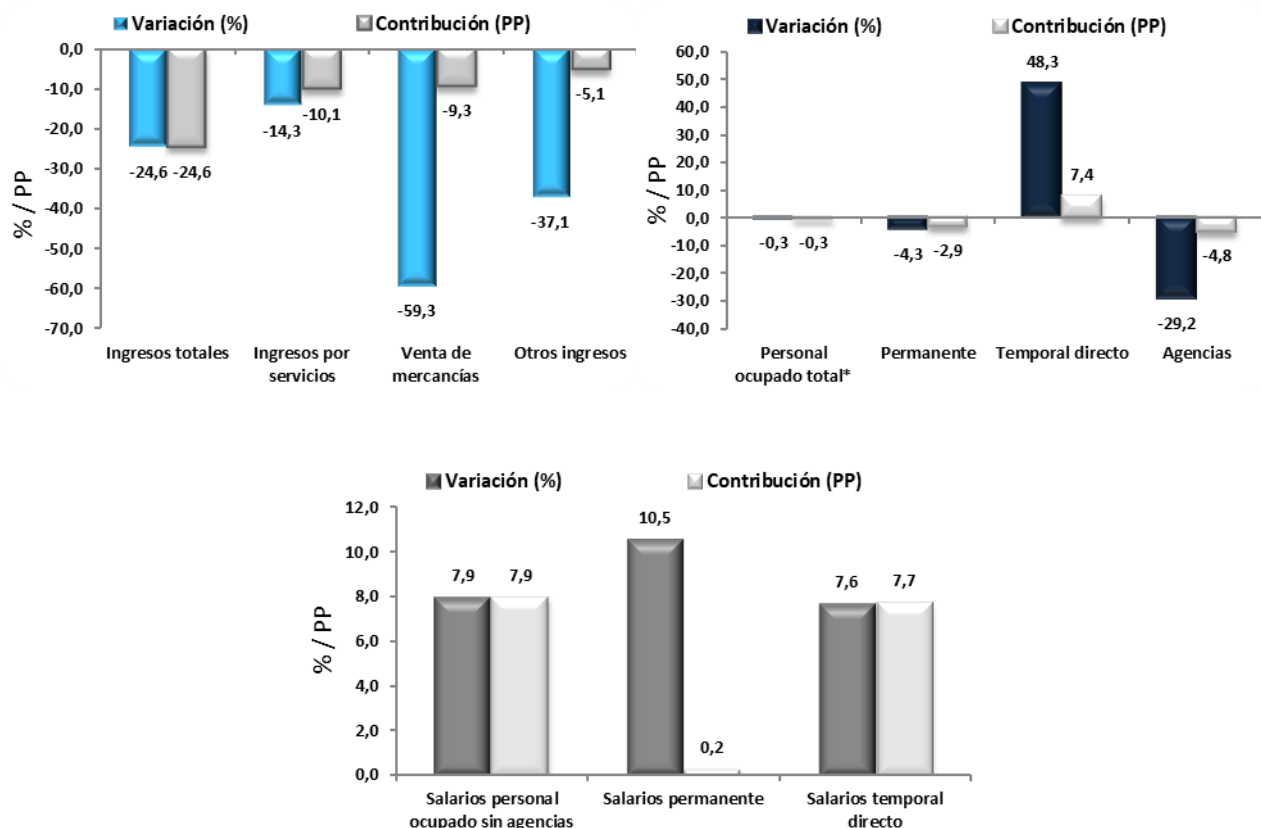 Variación (%) Contribución (PP)
% / PP
0,0
-10,0
-20,0
-30,0
-40,0
-50,0
-60,0
-70,0
-24,6 -24,6
-14,3 -10,1
-59,3 -9,3
-37,1 -5,1
Ingresos totales
Ingresos por
servicios
Venta de
mercancías
Otros ingresos
Variación (%) Contribución (PP)
% / PP
60,0
50,0
40,0
30,0
20,0
10,0
0,0
-10,0
-20,0
-30,0
-40,0
-0,3 -0,3
-4,3 -2,9
48,3 7,4
-29,2 -4,8
Personal
ocupado total*
Permanente
Temporal directo
Agencias
Variación (%) Contribución (PP)
% / PP
12,0
10,0
8,0
6,0
4,0
2,0
0,0
7,9 7,9
10,5 0,2
7,6 7,7
Salarios personal
ocupado sin agencias
Salarios permanente
Salarios temporal
directo